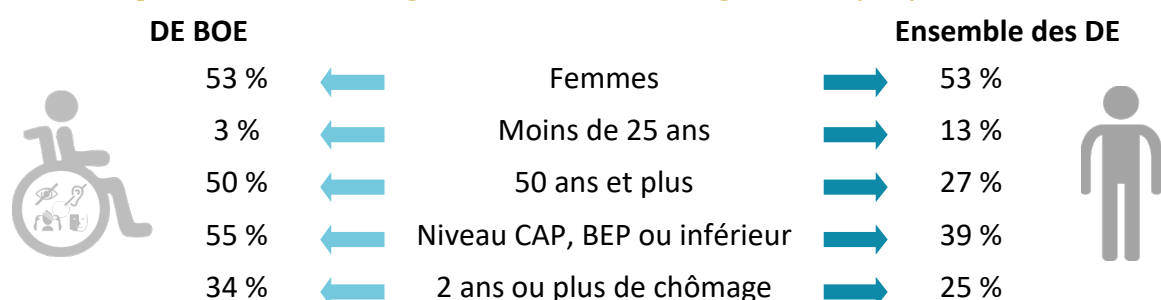 DE BOE Ensemble des DE
53 % Femmes 53 %
3 % Moins de 25 ans 13 %
50 % 50 ans et plus 27 %
55 % Niveau CAP, BEP ou inférieur 39 %
34 % 2 ans ou plus de chômage 25 %